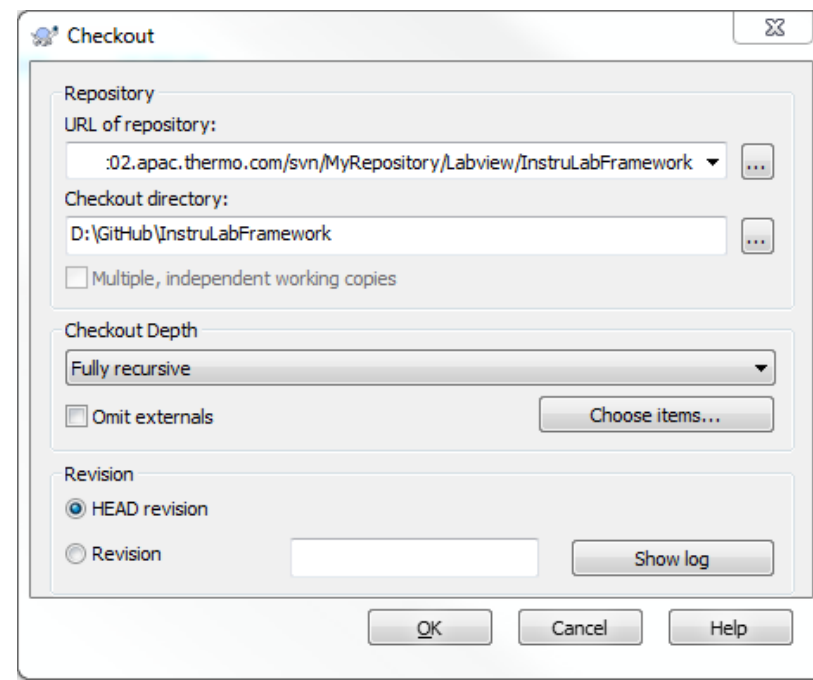 Checkout
Repository
URL of repository:
:02.apac.thermo.com/svn/MyRepository/Labview/InstruLabFramework
...
Checkout directory:
D:\GitHub\InstruLabFramework
...
Multiple, independent working copies
Checkout Depth
Fully recursive
Omit externals
Choose items...
Revision
HEAD revision
Revision
Show log
OK
Cancel
Help